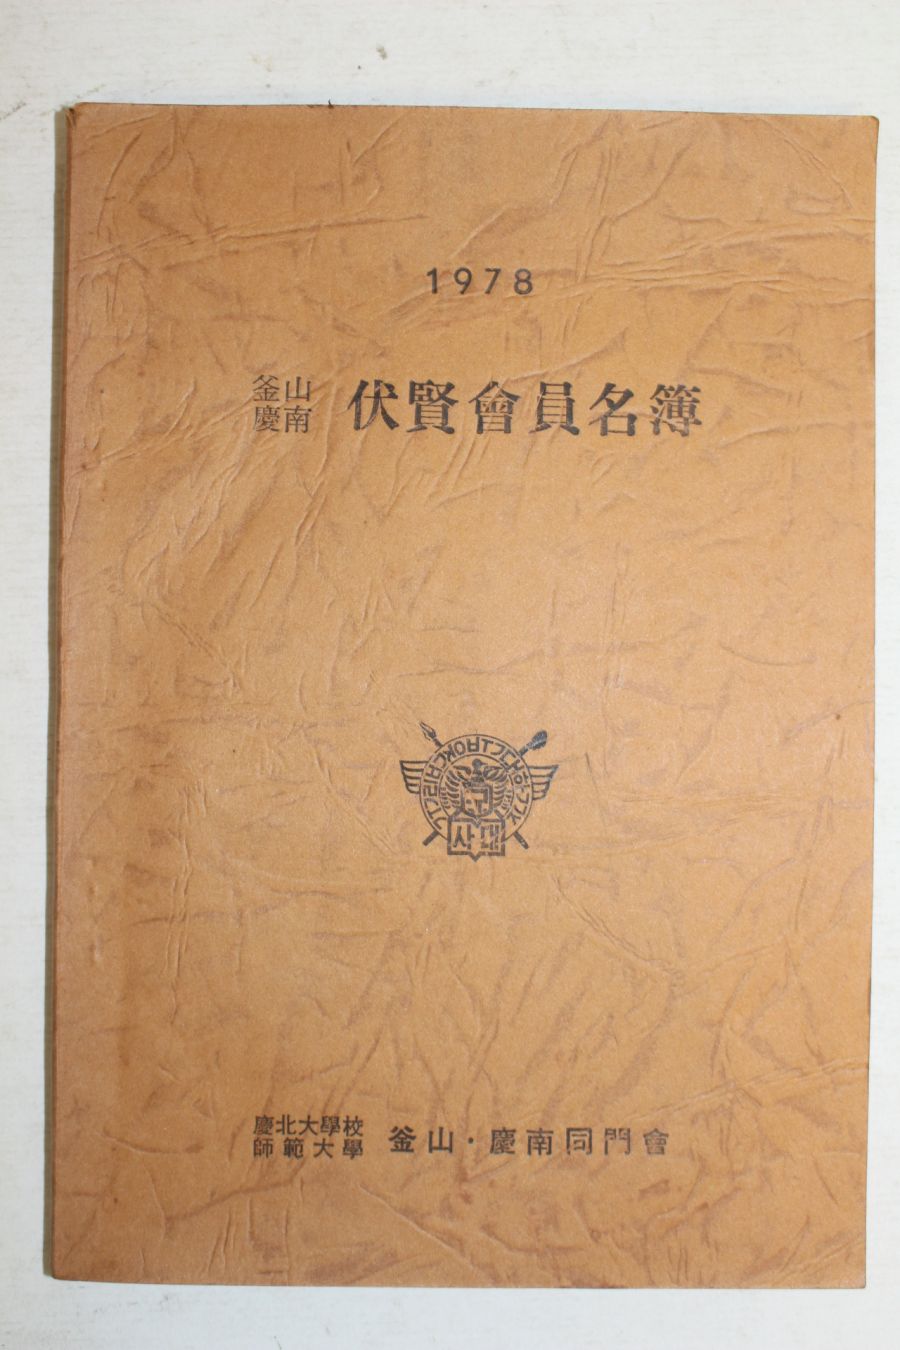 1978
釜山
慶南 伏賢會員名簿
사대
慶北大學校
師範大學 釜山·慶南同門會